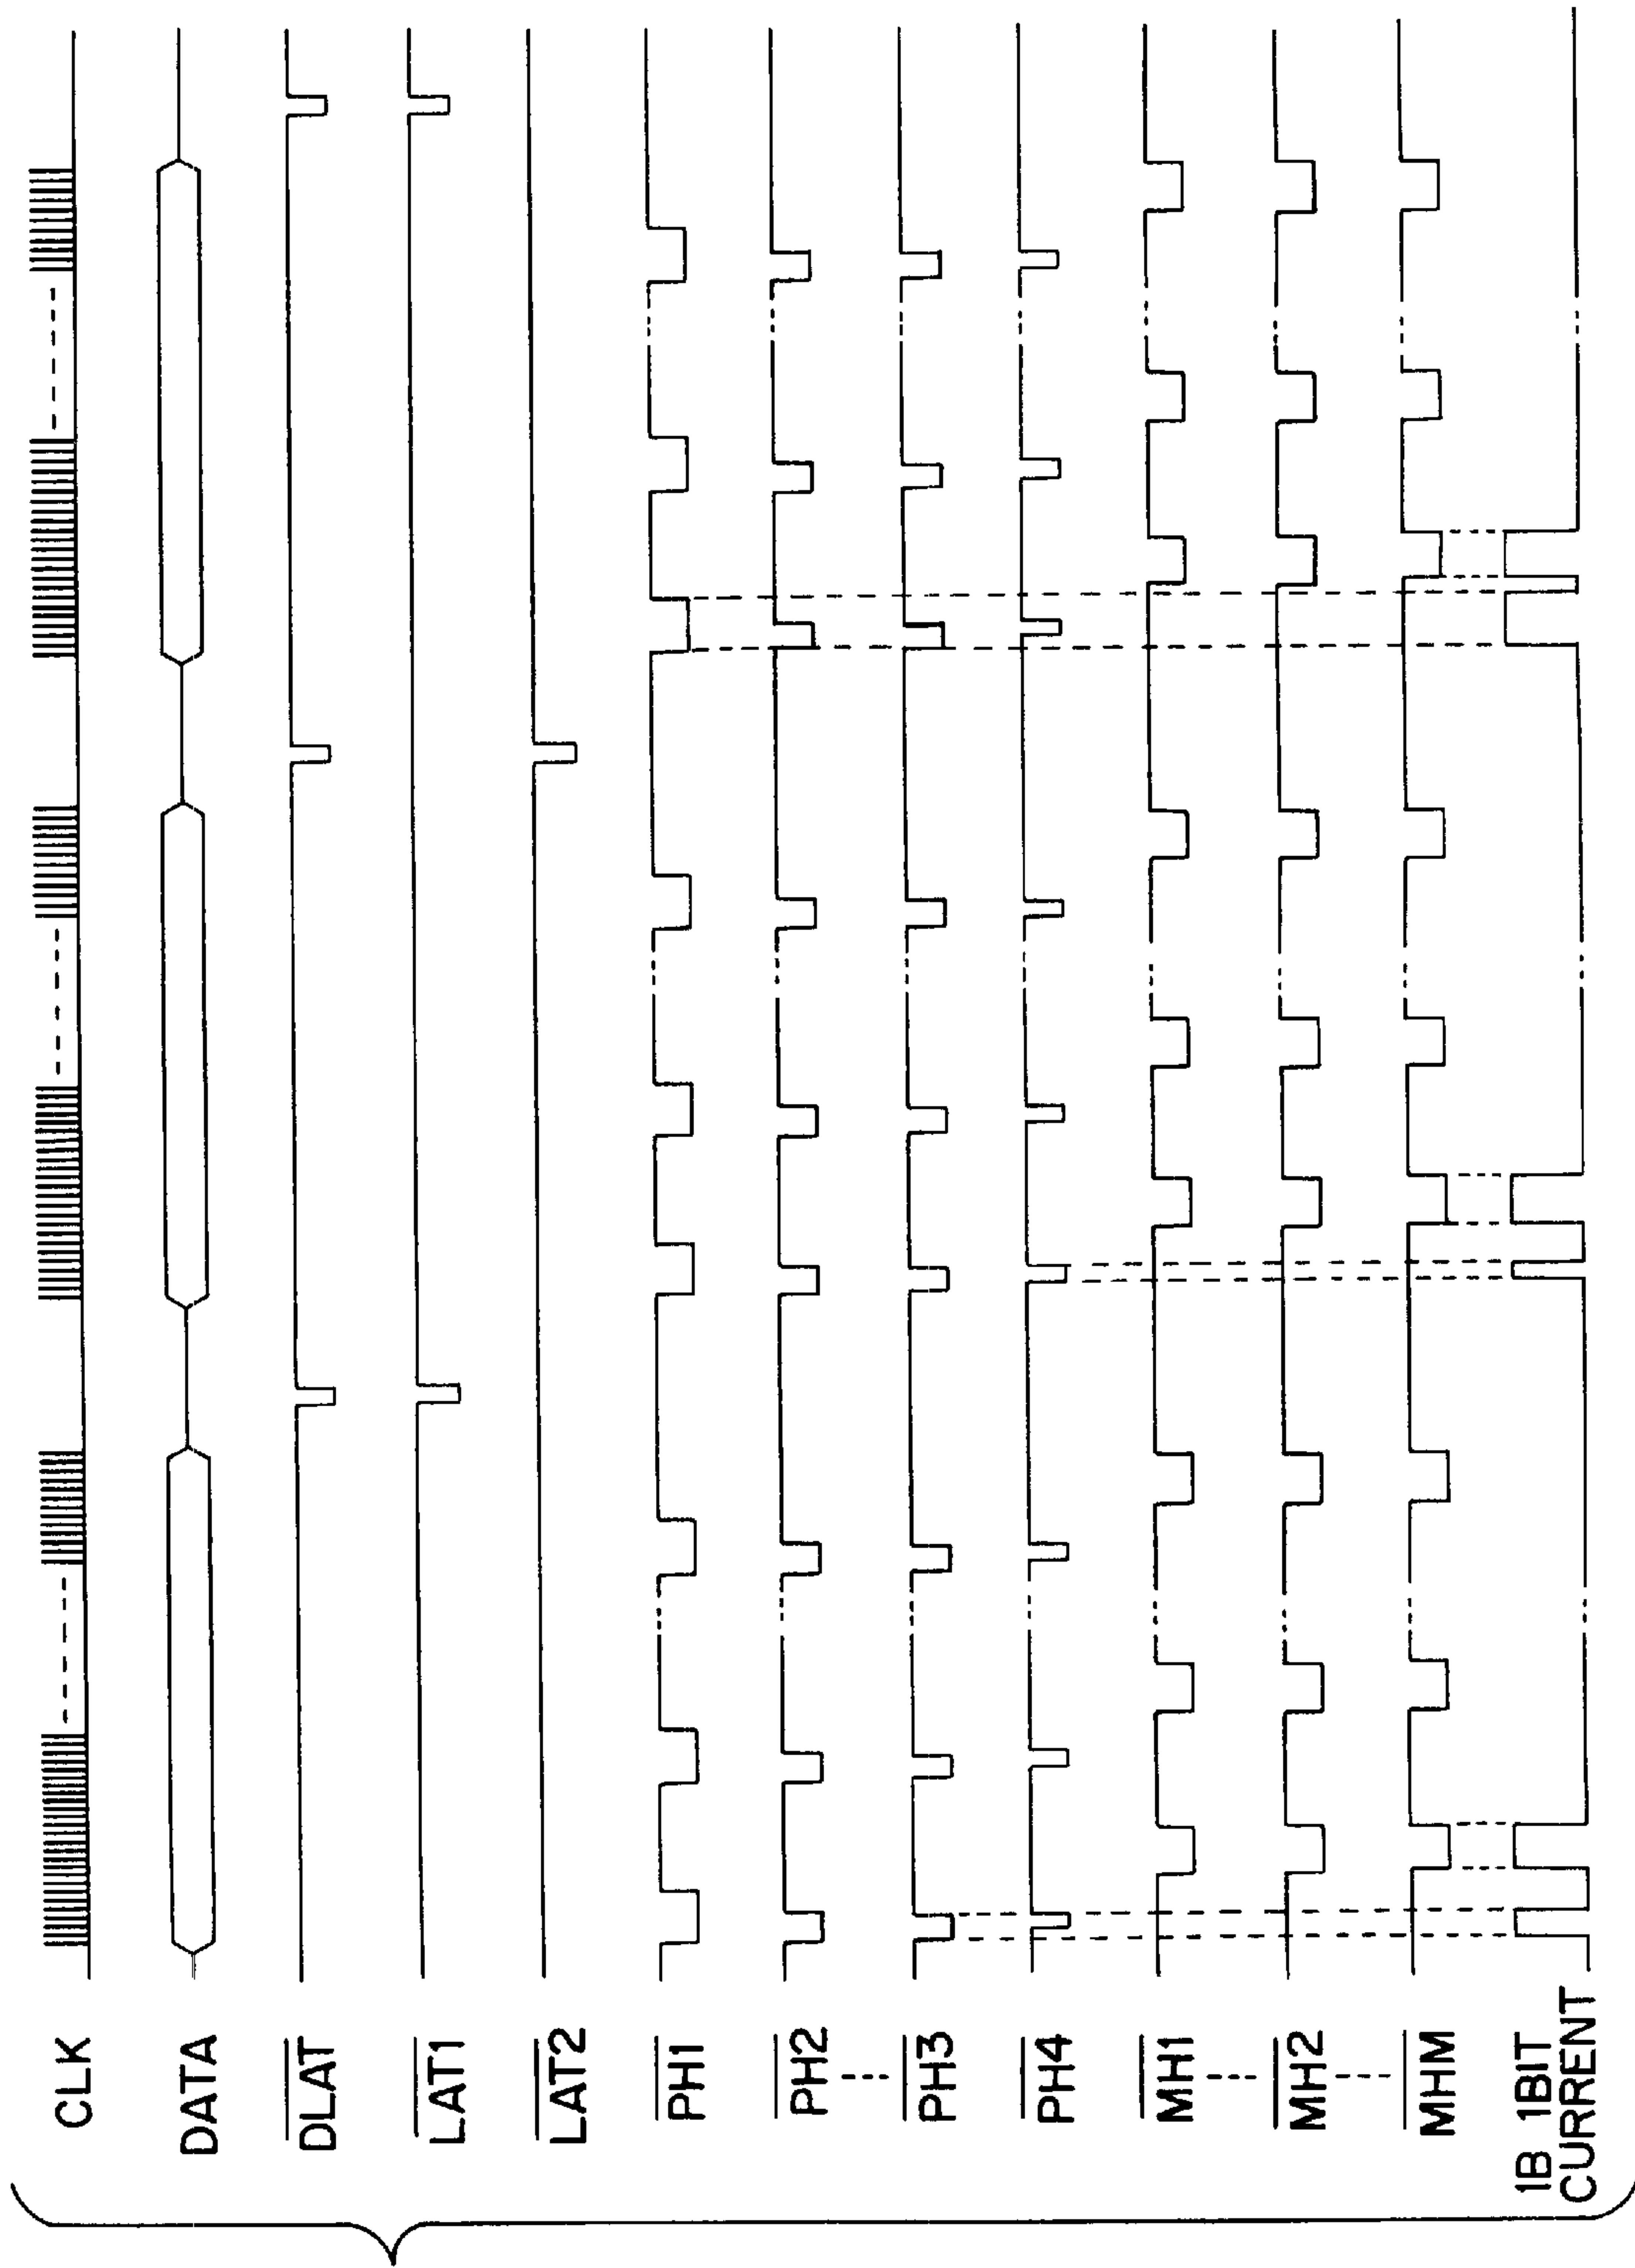 CLK
DATA
DLAT
LAT1
LAT2
PH1
PH2
PH3
PH4
MH1
MH2
MHM
1B 1BIT
CURRENT